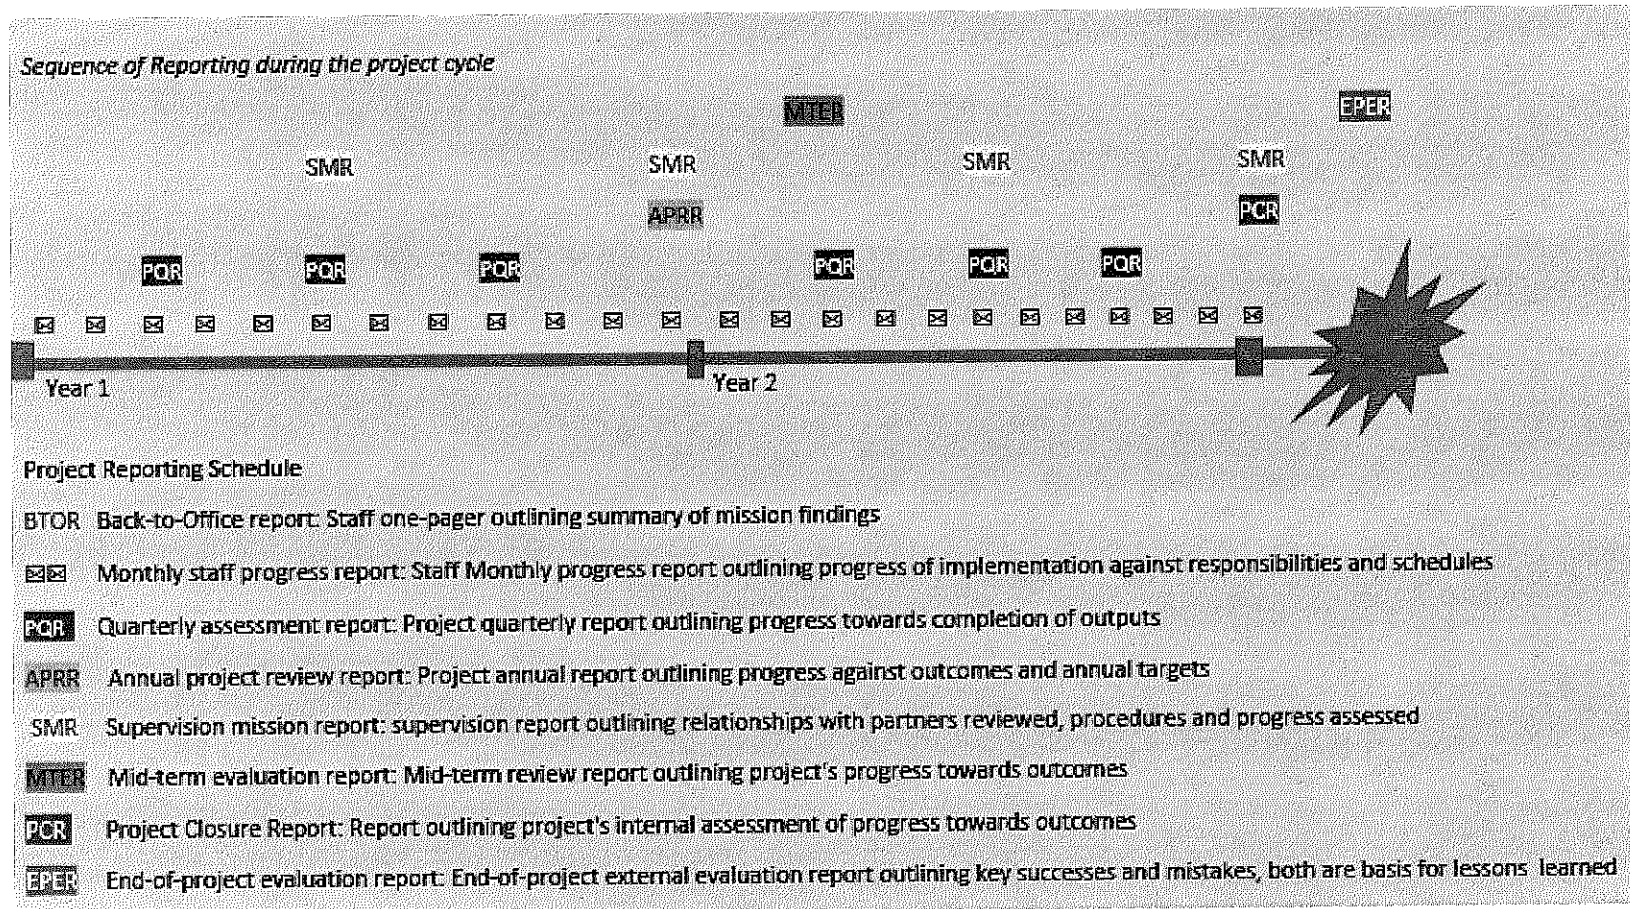 Sequence of Reporting during the project cycle
MTER EPER
SMR SMR SMR SMR
APRR PCR
PQR PQR PQR PQR PQR PQR
Year 1 Year 2
Project Reporting Schedule
BTOR Back-to-Office report: Staff one-pager outlining summary of mission findings
Monthly staff progress report: Staff Monthly progress report outlining progress of implementation against responsibilities and schedules
PQR Quarterly assessment report: Project quarterly report outlining progress towards completion of outputs
APRR Annual project review report: Project annual report outlining progress against outcomes and annual targets
SMR Supervision mission report: supervision report outlining relationships with partners reviewed, procedures and progress assessed
MTER Mid-term evaluation report: Mid-term review report outlining project's progress towards outcomes
PCR Project Closure Report: Report outlining project's internal assessment of progress towards outcomes
EPER End-of-project evaluation report: End-of-project external evaluation report outlining key successes and mistakes, both are basis for lessons learned